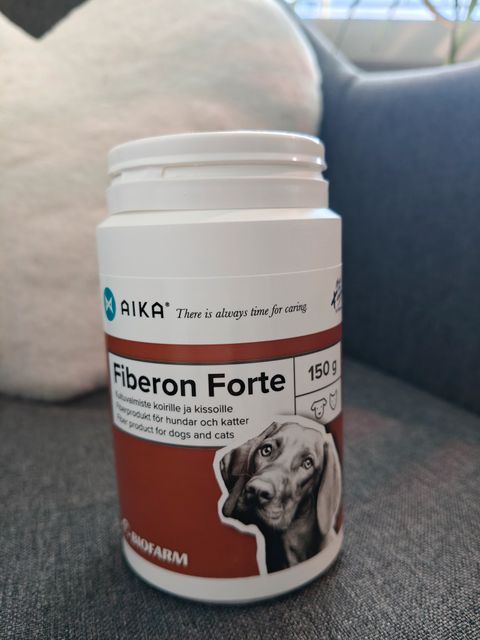 AIKA®
There is always time for caring.
Fiberon Forte
150 g
Kuituvalmiste koirille ja kissoille
Fiberprodukt för hundar och katter
Fiber product for dogs and cats
BIOFARM